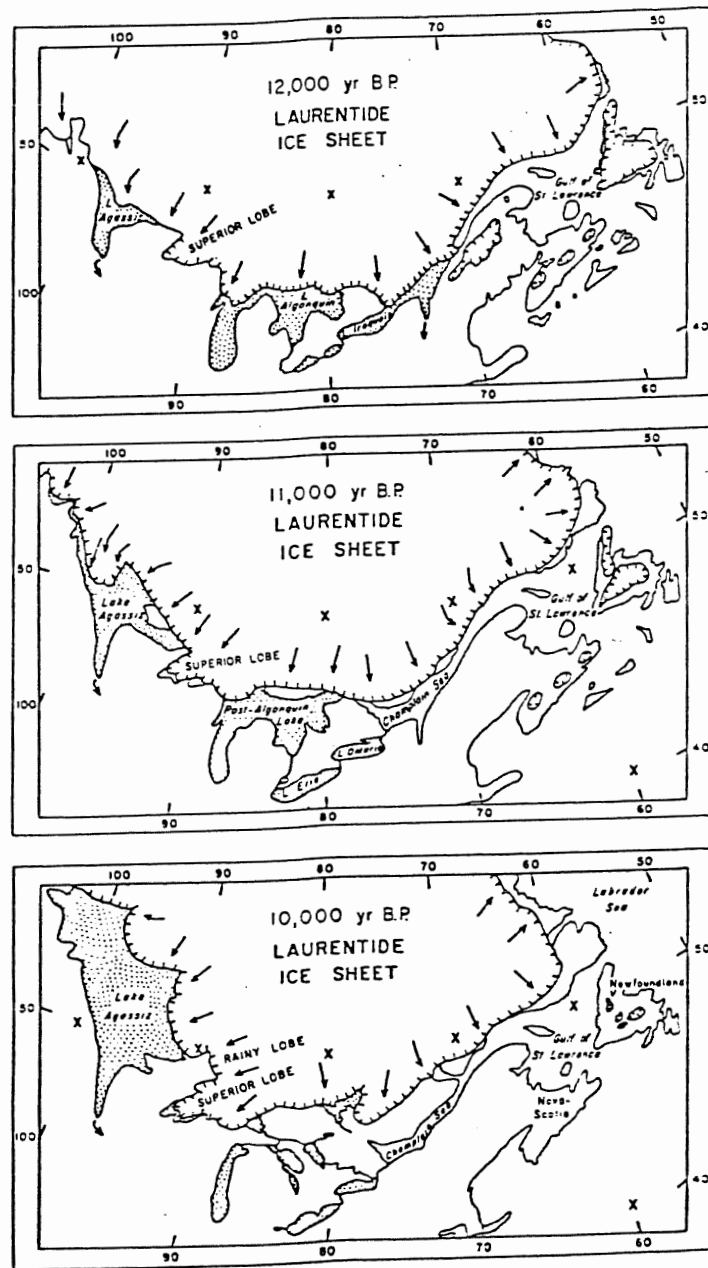 100 90 80 70 60 50
12,000 yr B.P.
LAURENTIDE
ICE SHEET
50
50
X X X X
L
Agassiz
SUPERIOR LOBE
Gulf of
St Lawrence
100
L
Algonquin
Iroquois
40
90 80 70 60
100 90 80 70 60 50
11,000 yr B.P.
LAURENTIDE
ICE SHEET
50
50
X X X X
Lake
Agassiz
Gulf of
St. Lawrence
SUPERIOR LOBE
100
Post-Algonquin
Lake
Champlain Sea
L Ontario
L Erie
40
X
90 80 70 60
100 90 80 70 60 50
Labrador
Sea
10,000 yr B.P.
LAURENTIDE
ICE SHEET
50
Lake
Agassiz
Newfoundland
50
X X X X X
RAINY LOBE
Gulf of
St Lawrence
SUPERIOR LOBE
Nova-
Scotia
100
Champlain Sea
40
X
90 80 70 60